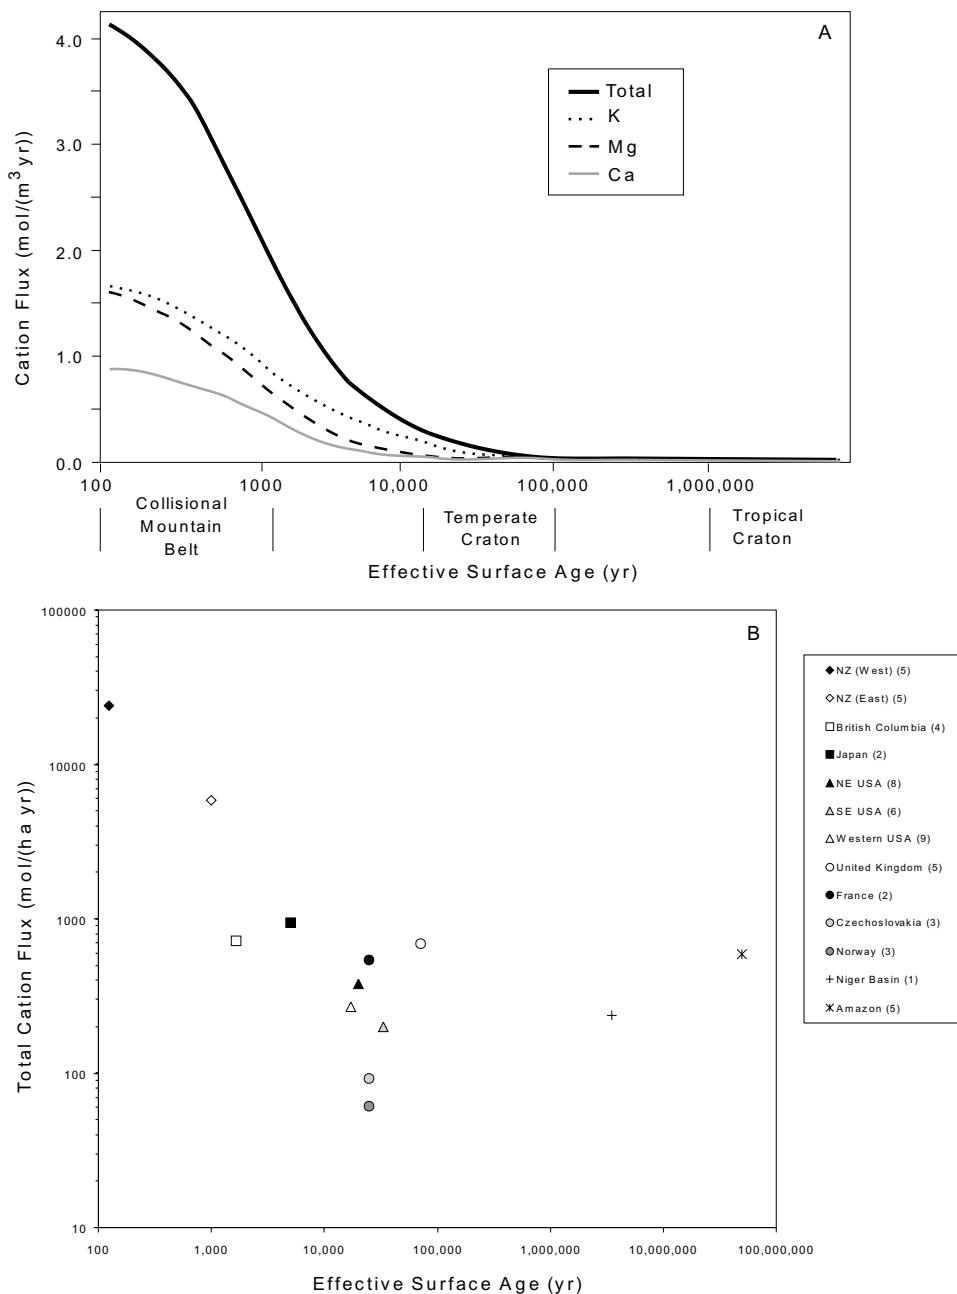 A
4.0
3.0
2.0
1.0
0.0
Cation Flux (mol/(m³ yr))
Total
K
Mg
Ca
100 1000 10,000 100,000 1,000,000
Collisional
Mountain
Belt
Temperate
Craton
Tropical
Craton
Effective Surface Age (yr)
B
100000
10000
1000
100
10
Total Cation Flux (mol/(ha yr))
100 1,000 10,000 100,000 1,000,000 10,000,000 100,000,000
Effective Surface Age (yr)
NZ (West) (5)
NZ (East) (5)
British Columbia (4)
Japan (2)
NE USA (8)
SE USA (6)
Western USA (9)
United Kingdom (5)
France (2)
Czechoslovakia (3)
Norway (3)
Niger Basin (1)
Amazon (5)